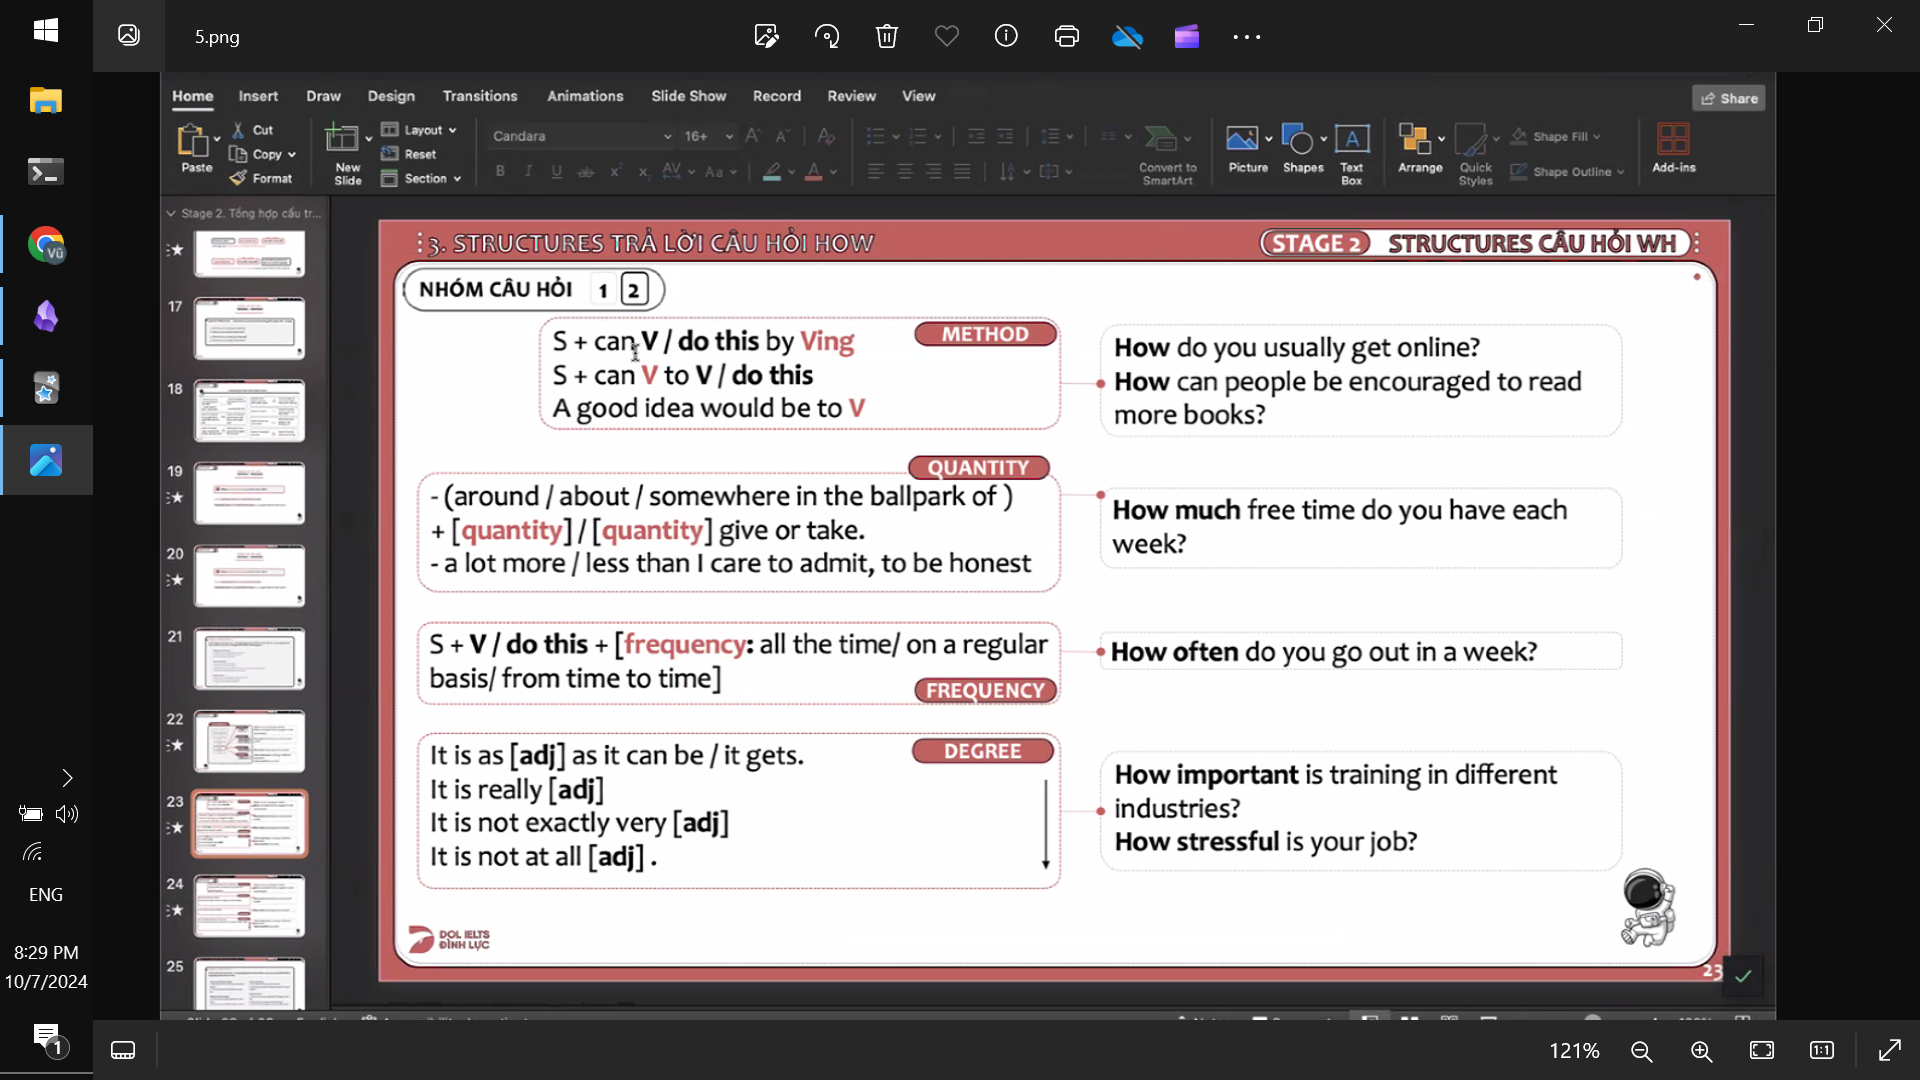 5.png
Home Insert Draw Design Transitions Animations Slide Show Record Review View
Share
Paste
Cut
Copy
Format
New Slide
Layout
Reset
Section
Candara 16+
Convert to SmartArt
Picture
Shapes
Text Box
Arrange
Quick Styles
Shape Fill
Shape Outline
Add-ins
Stage 2. Tổng hợp cấu tr...
17
18
19
20
21
22
23
24
25
3. STRUCTURES TRẢ LỜI CÂU HỎI HOW
STAGE 2 STRUCTURES CÂU HỎI WH
NHÓM CÂU HỎI 1 2
METHOD
S + can V / do this by Ving
S + can V to V / do this
A good idea would be to V
How do you usually get online?
How can people be encouraged to read
more books?
QUANTITY
- (around / about / somewhere in the ballpark of )
+ [quantity] / [quantity] give or take.
- a lot more / less than I care to admit, to be honest
How much free time do you have each
week?
S + V / do this + [frequency: all the time/ on a regular
basis/ from time to time]
FREQUENCY
How often do you go out in a week?
DEGREE
It is as [adj] as it can be / it gets.
It is really [adj]
It is not exactly very [adj]
It is not at all [adj] .
How important is training in different
industries?
How stressful is your job?
DOL IELTS
ĐÌNH LỰC
23
Vũ
ENG
8:29 PM
10/7/2024
1
121%
1:1